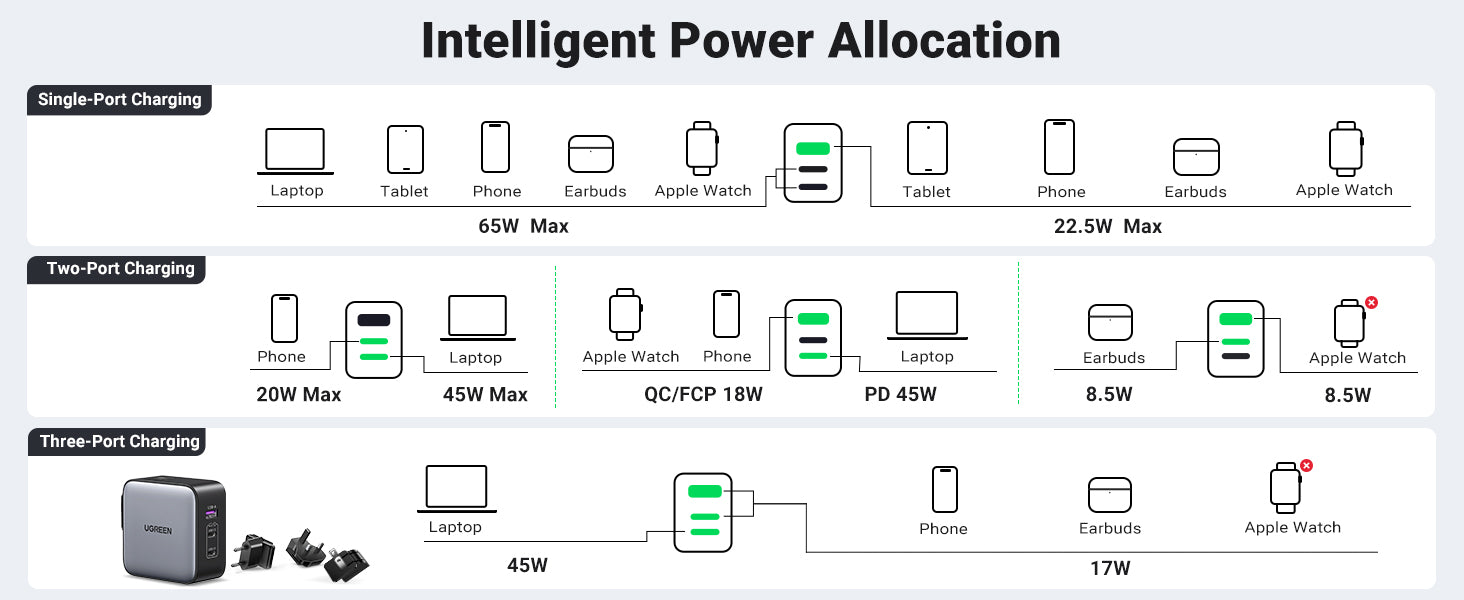 Intelligent Power Allocation
Single-Port Charging
Laptop Tablet Phone Earbuds Apple Watch Tablet Phone Earbuds Apple Watch
65W Max 22.5W Max
Two-Port Charging
Phone Laptop Apple Watch Phone Laptop Earbuds Apple Watch
20W Max 45W Max QC/FCP 18W PD 45W 8.5W 8.5W
Three-Port Charging
UGREEN
Laptop Phone Earbuds Apple Watch
45W 17W